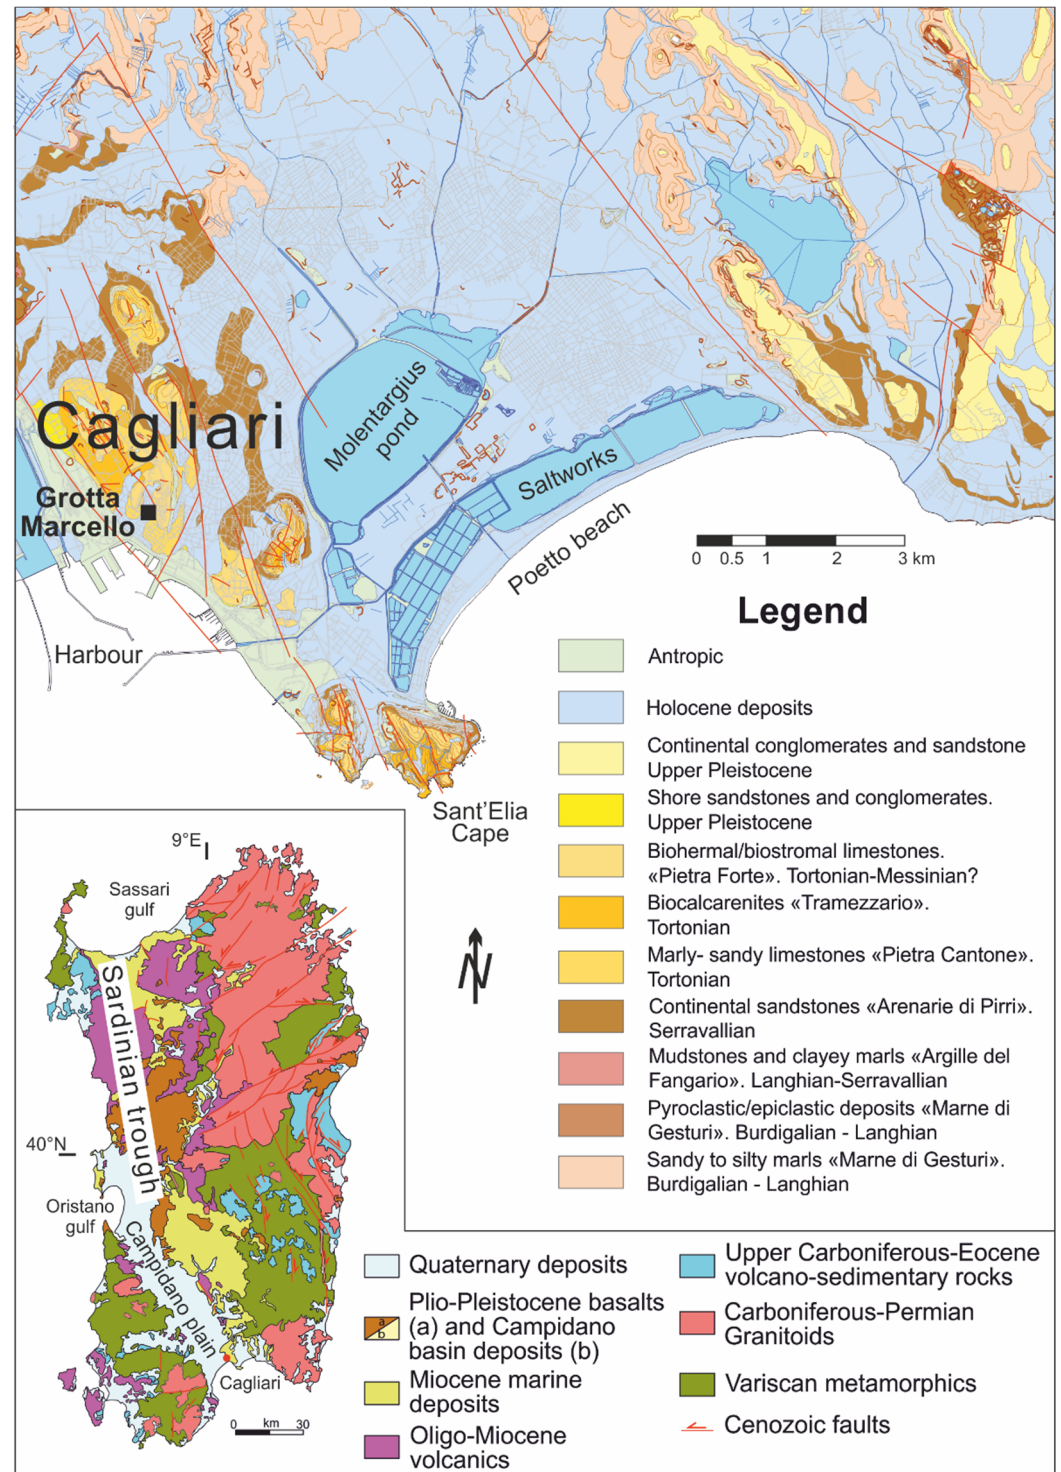 Cagliari
Grotta
Marcello
Molentargius
pond
Saltworks
Poetto beach
0 0.5 1 2 3 km
Harbour
Sant'Elia
Cape
Legend
Antropic
Holocene deposits
Continental conglomerates and sandstone
Upper Pleistocene
Shore sandstones and conglomerates.
Upper Pleistocene
Biohermal/biostromal limestones.
«Pietra Forte». Tortonian-Messinian?
Biocalcarenites «Tramezzario».
Tortonian
Marly- sandy limestones «Pietra Cantone».
Tortonian
Continental sandstones «Arenarie di Pirri».
Serravallian
Mudstones and clayey marls «Argille del
Fangario». Langhian-Serravallian
Pyroclastic/epiclastic deposits «Marne di
Gesturi». Burdigalian - Langhian
Sandy to silty marls «Marne di Gesturi».
Burdigalian - Langhian
N
9°E
Sassari
gulf
Sardinian trough
40°N
Oristano
gulf
Campidano plain
Cagliari
0 km 30
Quaternary deposits
a
b
Plio-Pleistocene basalts
(a) and Campidano
basin deposits (b)
Miocene marine
deposits
Oligo-Miocene
volcanics
Upper Carboniferous-Eocene
volcano-sedimentary rocks
Carboniferous-Permian
Granitoids
Variscan metamorphics
Cenozoic faults